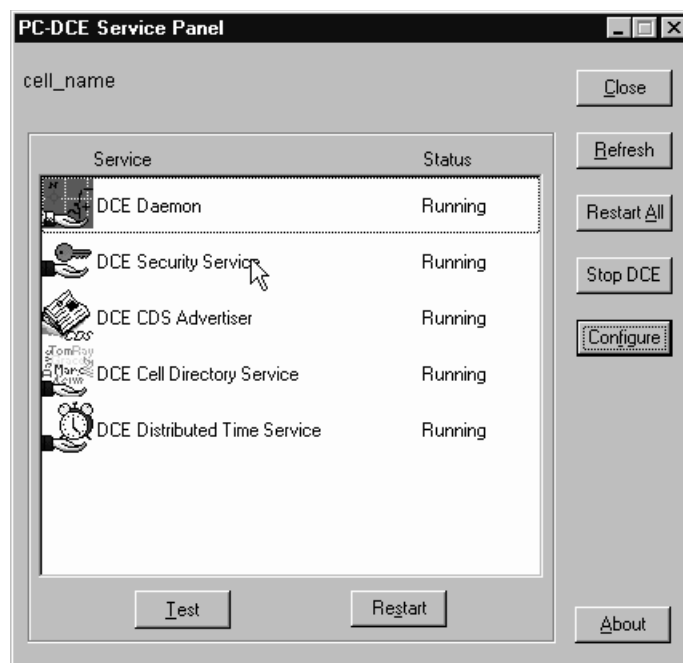 PC-DCE Service Panel
cell_name
Close
Refresh
Restart All
Stop DCE
Configure
About
Service Status
DCE Daemon Running
DCE Security Service Running
DCE CDS Advertiser Running
CDS
DCE Cell Directory Service Running
DCE Distributed Time Service Running
Test Restart